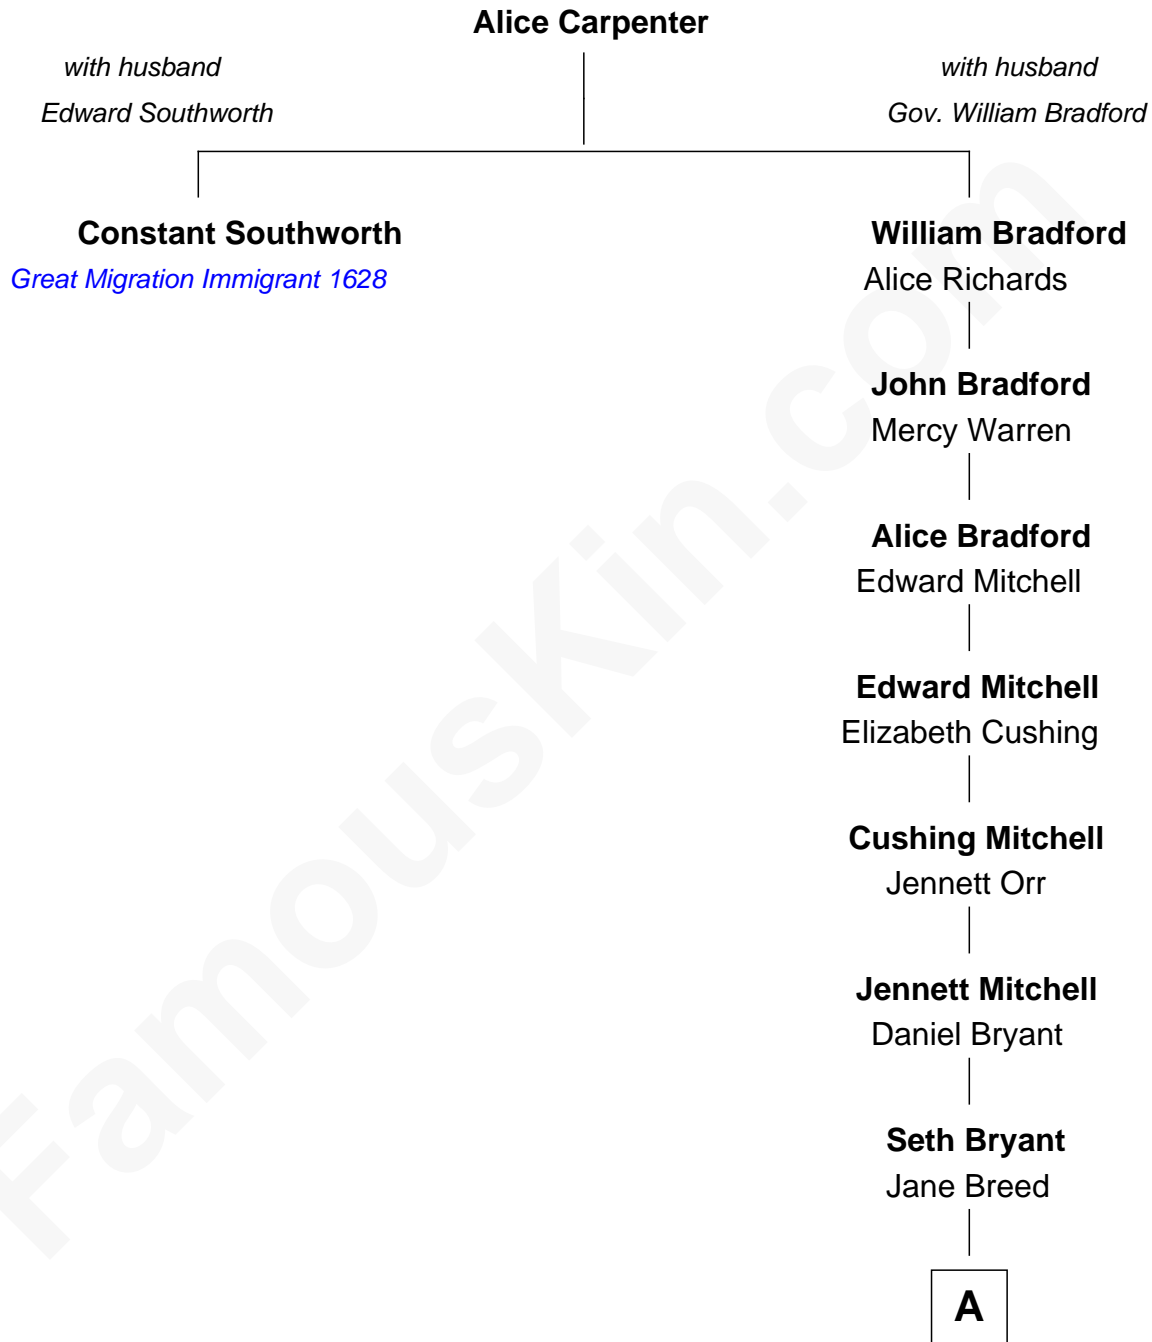 Alice Carpenter
with husband
Edward Southworth
with husband
Gov. William Bradford
Constant Southworth
Great Migration Immigrant 1628
William Bradford
Alice Richards
John Bradford
Mercy Warren
Alice Bradford
Edward Mitchell
Edward Mitchell
Elizabeth Cushing
Cushing Mitchell
Jennett Orr
Jennett Mitchell
Daniel Bryant
Seth Bryant
Jane Breed
A
FamousKin.com